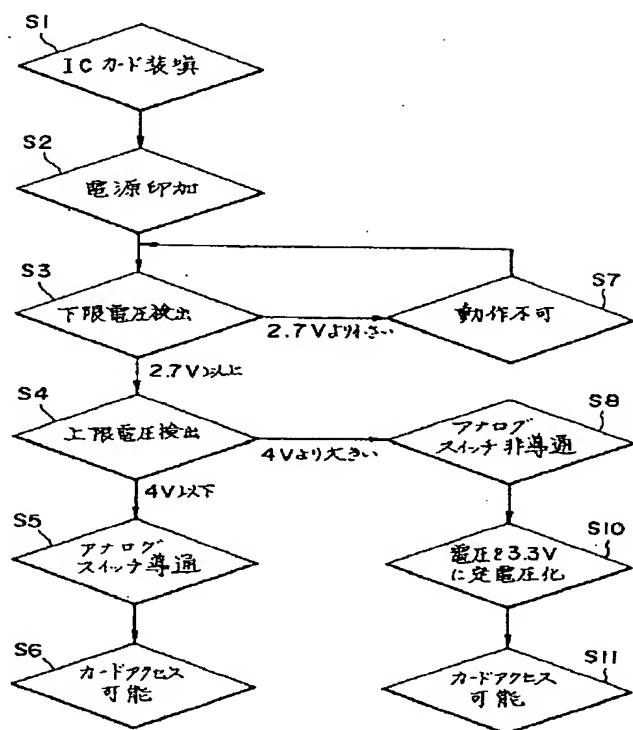 S1
ICカード装填
S2
電源印加
S3
下限電圧検出
2.7Vより小さい
S7
動作不可
2.7V以上
S4
上限電圧検出
4Vより大きい
S8
アナログ
スイッチ非導通
4V以下
S5
アナログ
スイッチ導通
S10
電圧を3.3V
に定電圧化
S6
カードアクセス
可能
S11
カードアクセス
可能